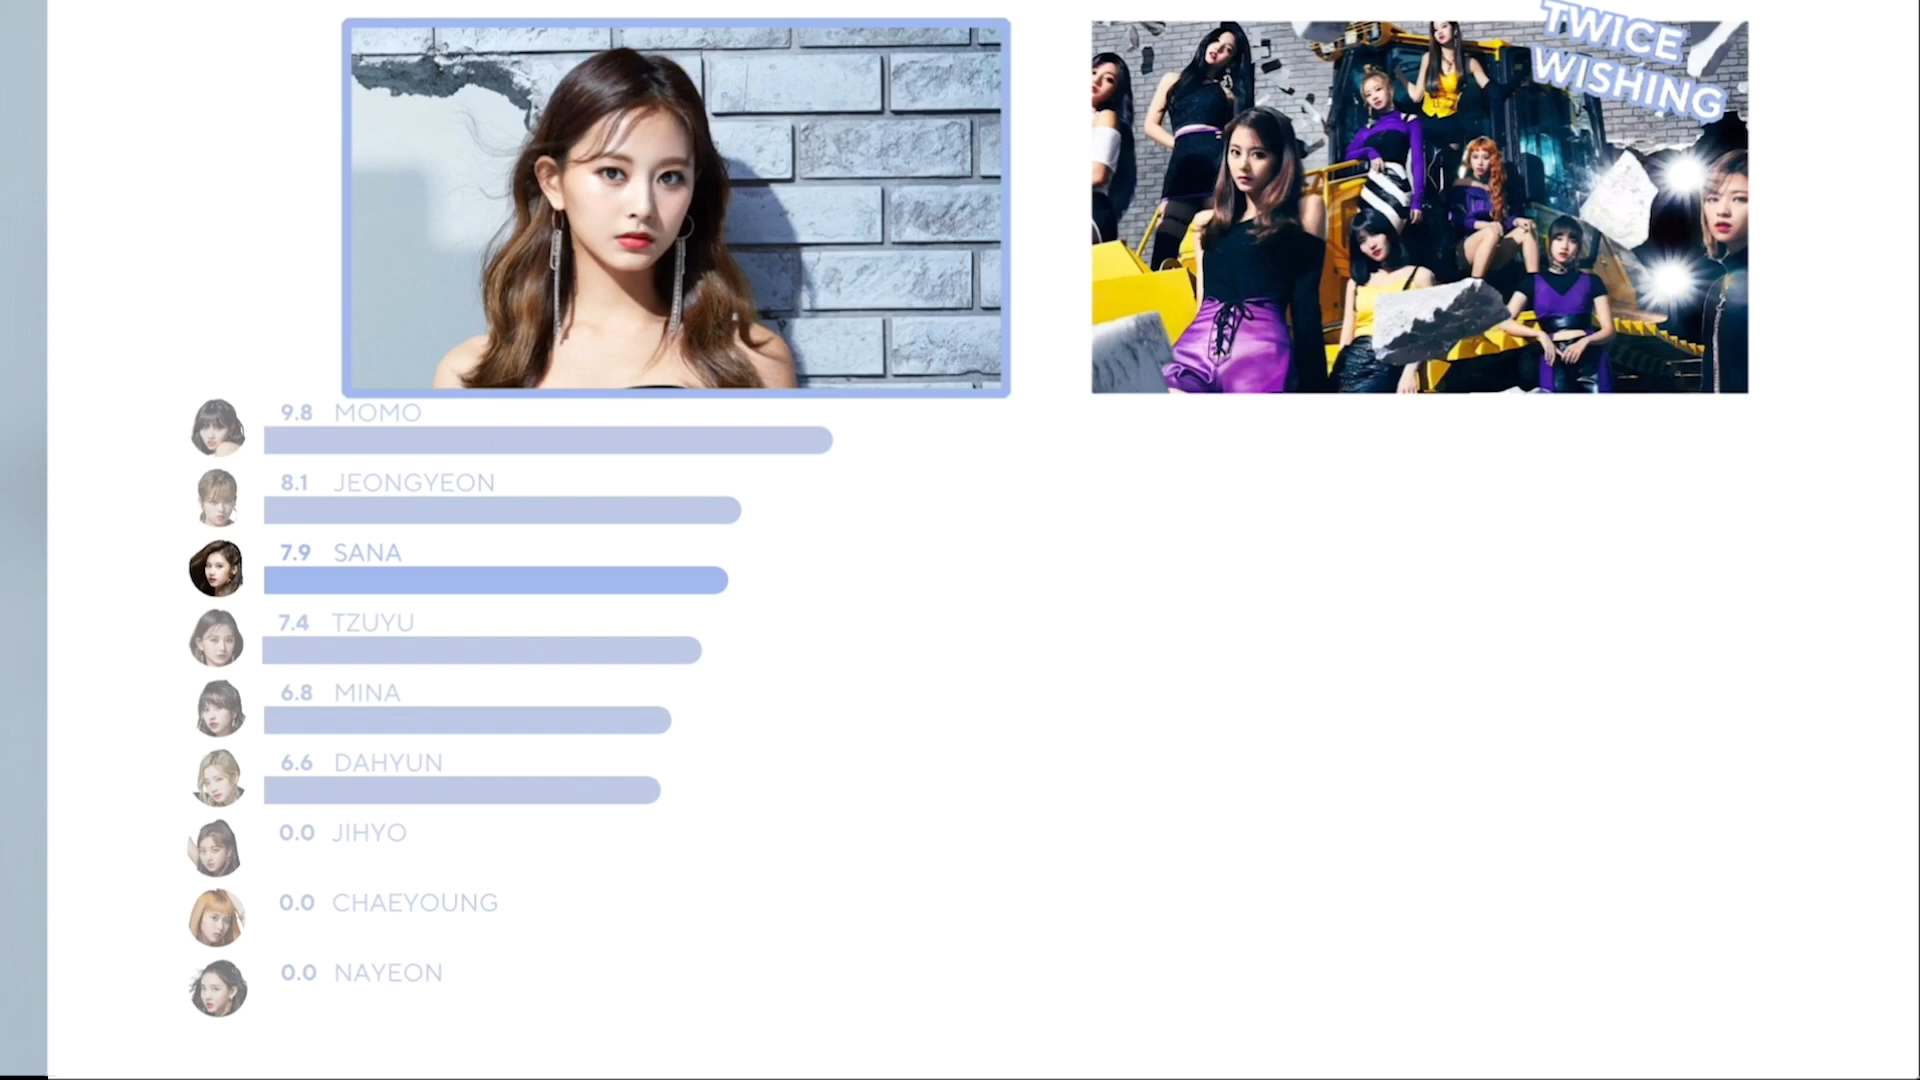 TWICE
WISHING
9.8 MOMO
8.1 JEONGYEON
7.9 SANA
7.4 TZUYU
6.8 MINA
6.6 DAHYUN
0.0 JIHYO
0.0 CHAEYOUNG
0.0 NAYEON